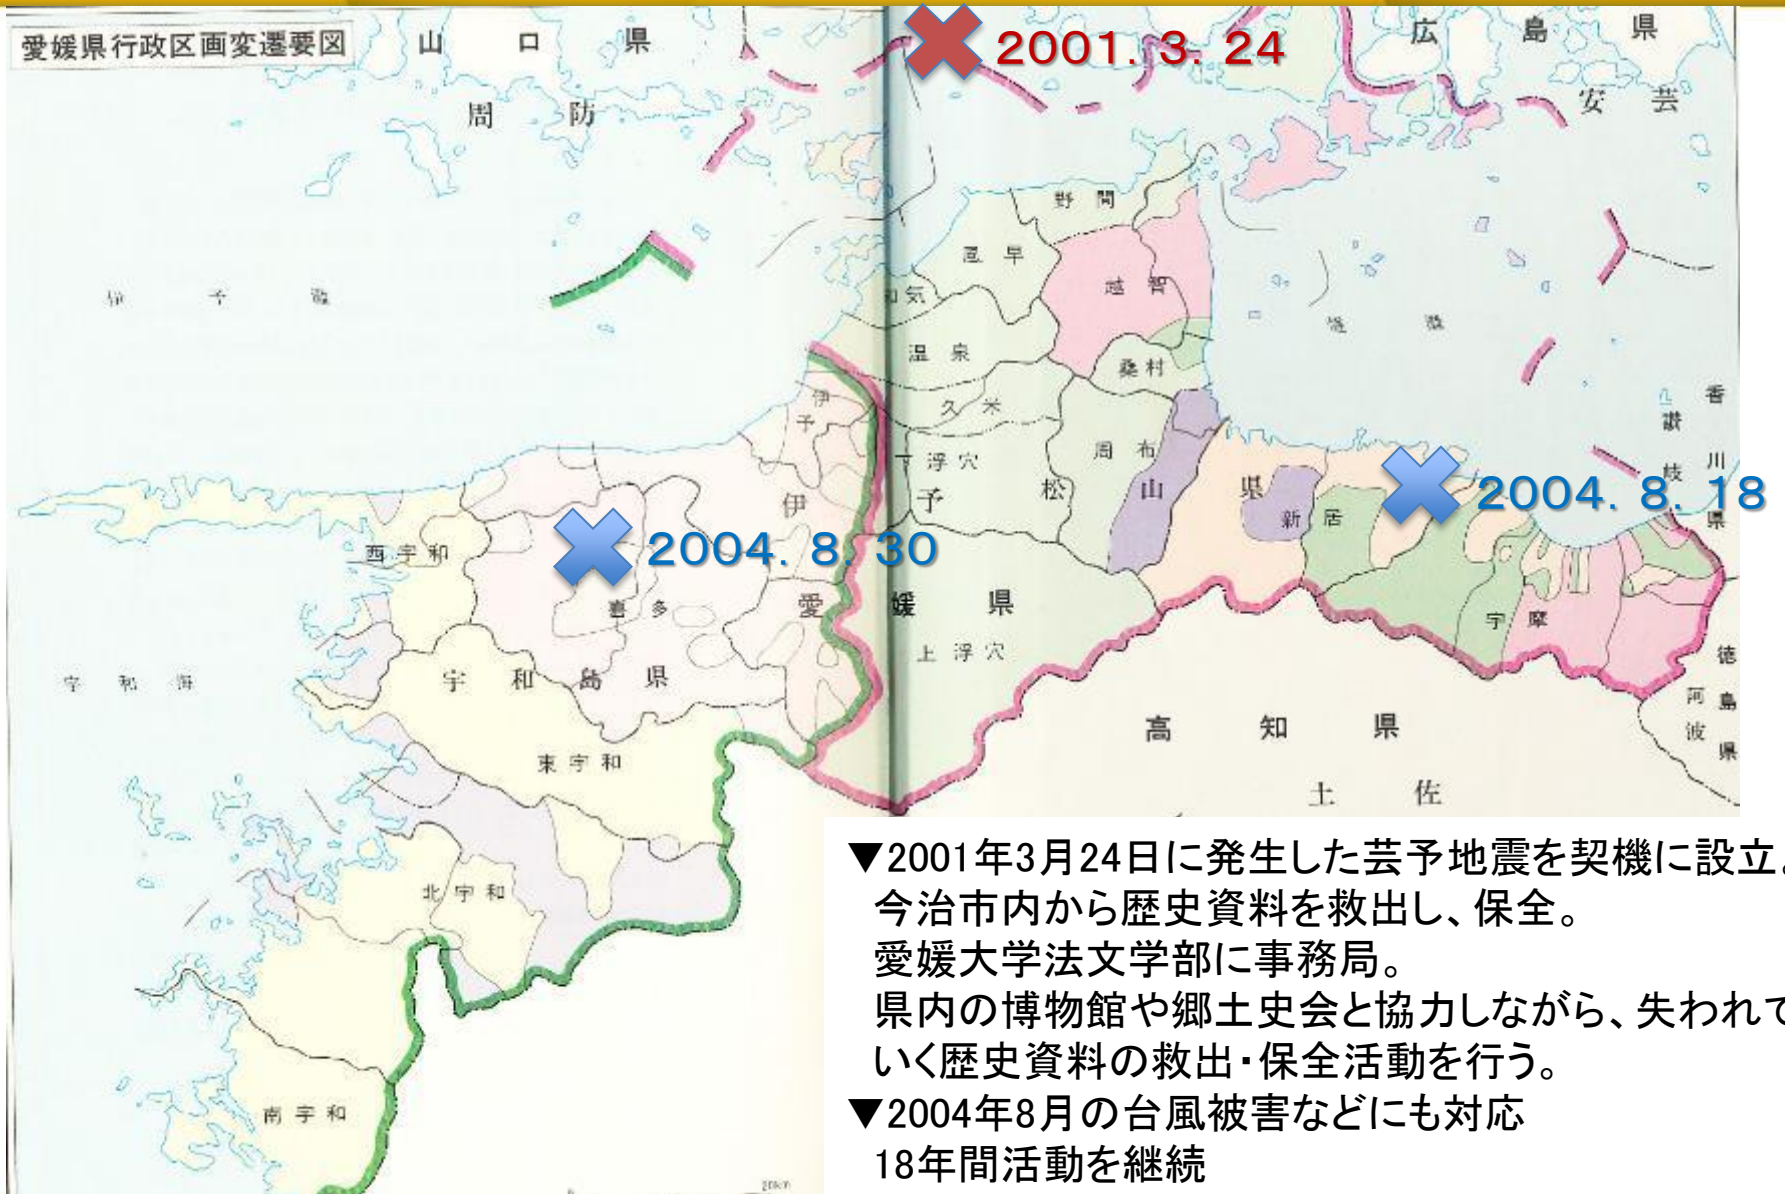 愛媛県行政区画変遷要図
山口県
2001. 3. 24
広島県
周防
安芸
野間
風早
越智
和気
伊予灘
燧灘
温泉
桑村
香川県
讃岐
伊予
久米
下浮穴
周布
伊予松山県
新居
2004. 8. 18
西宇和
2004. 8. 30
喜多
愛媛県
宇摩
上浮穴
宇和海
宇和島県
徳島県
阿波
高知県
東宇和
土佐
北宇和
南宇和
20km
▼2001年3月24日に発生した芸予地震を契機に設立。
今治市内から歴史資料を救出し、保全。
愛媛大学法文学部に事務局。
県内の博物館や郷土史会と協力しながら、失われて
いく歴史資料の救出・保全活動を行う。
▼2004年8月の台風被害などにも対応
18年間活動を継続